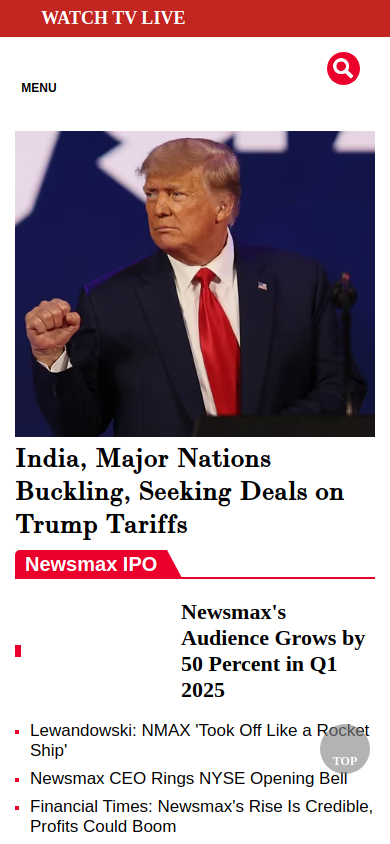 WATCH TV LIVE
MENU
India, Major Nations
Buckling, Seeking Deals on
Trump Tariffs
Newsmax IPO
Newsmax's
Audience Grows by
50 Percent in Q1
2025
Lewandowski: NMAX 'Took Off Like a Rocket
Ship'
TOP
Newsmax CEO Rings NYSE Opening Bell
Financial Times: Newsmax's Rise Is Credible,
Profits Could Boom